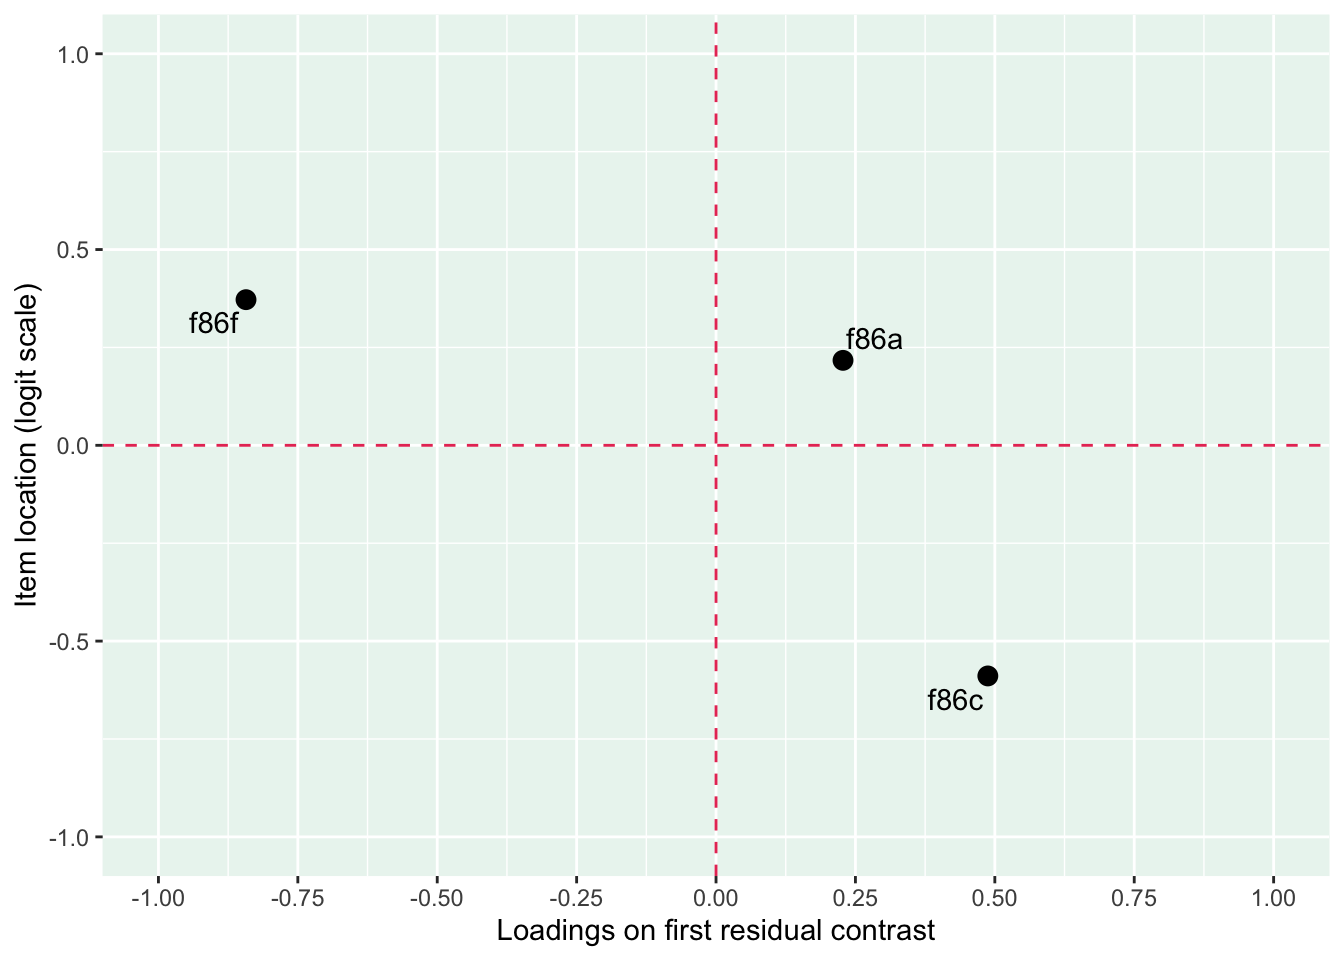 1.0
0.5
0.0
-0.5
-1.0
Item location (logit scale)
f86f
f86a
f86c
-1.00 -0.75 -0.50 -0.25 0.00 0.25 0.50 0.75 1.00
Loadings on first residual contrast